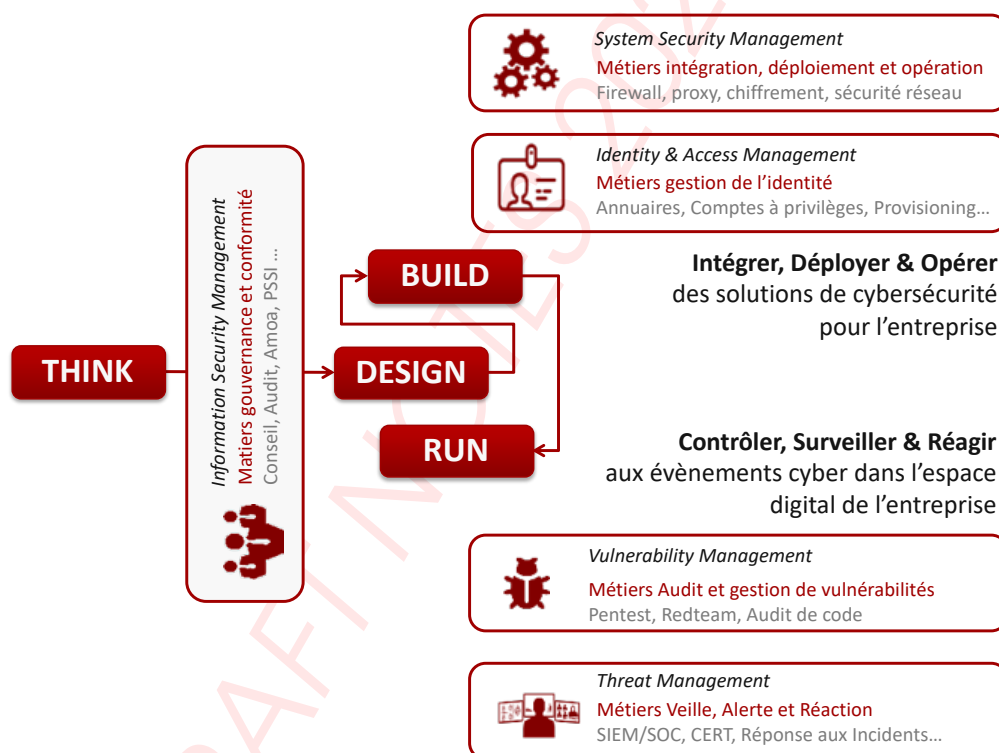 System Security Management
Métiers intégration, déploiement et opération
Firewall, proxy, chiffrement, sécurité réseau
Identity & Access Management
Métiers gestion de l'identité
Annuaires, Comptes à privilèges, Provisioning...
Information Security Management
Matiers gouvernance et conformité
Conseil, Audit, Amoa, PSSI ...
THINK
BUILD
DESIGN
RUN
Intégrer, Déployer & Opérer
des solutions de cybersécurité
pour l'entreprise
Contrôler, Surveiller & Réagir
aux évènements cyber dans l'espace
digital de l'entreprise
Vulnerability Management
Métiers Audit et gestion de vulnérabilités
Pentest, Redteam, Audit de code
Threat Management
Métiers Veille, Alerte et Réaction
SIEM/SOC, CERT, Réponse aux Incidents...